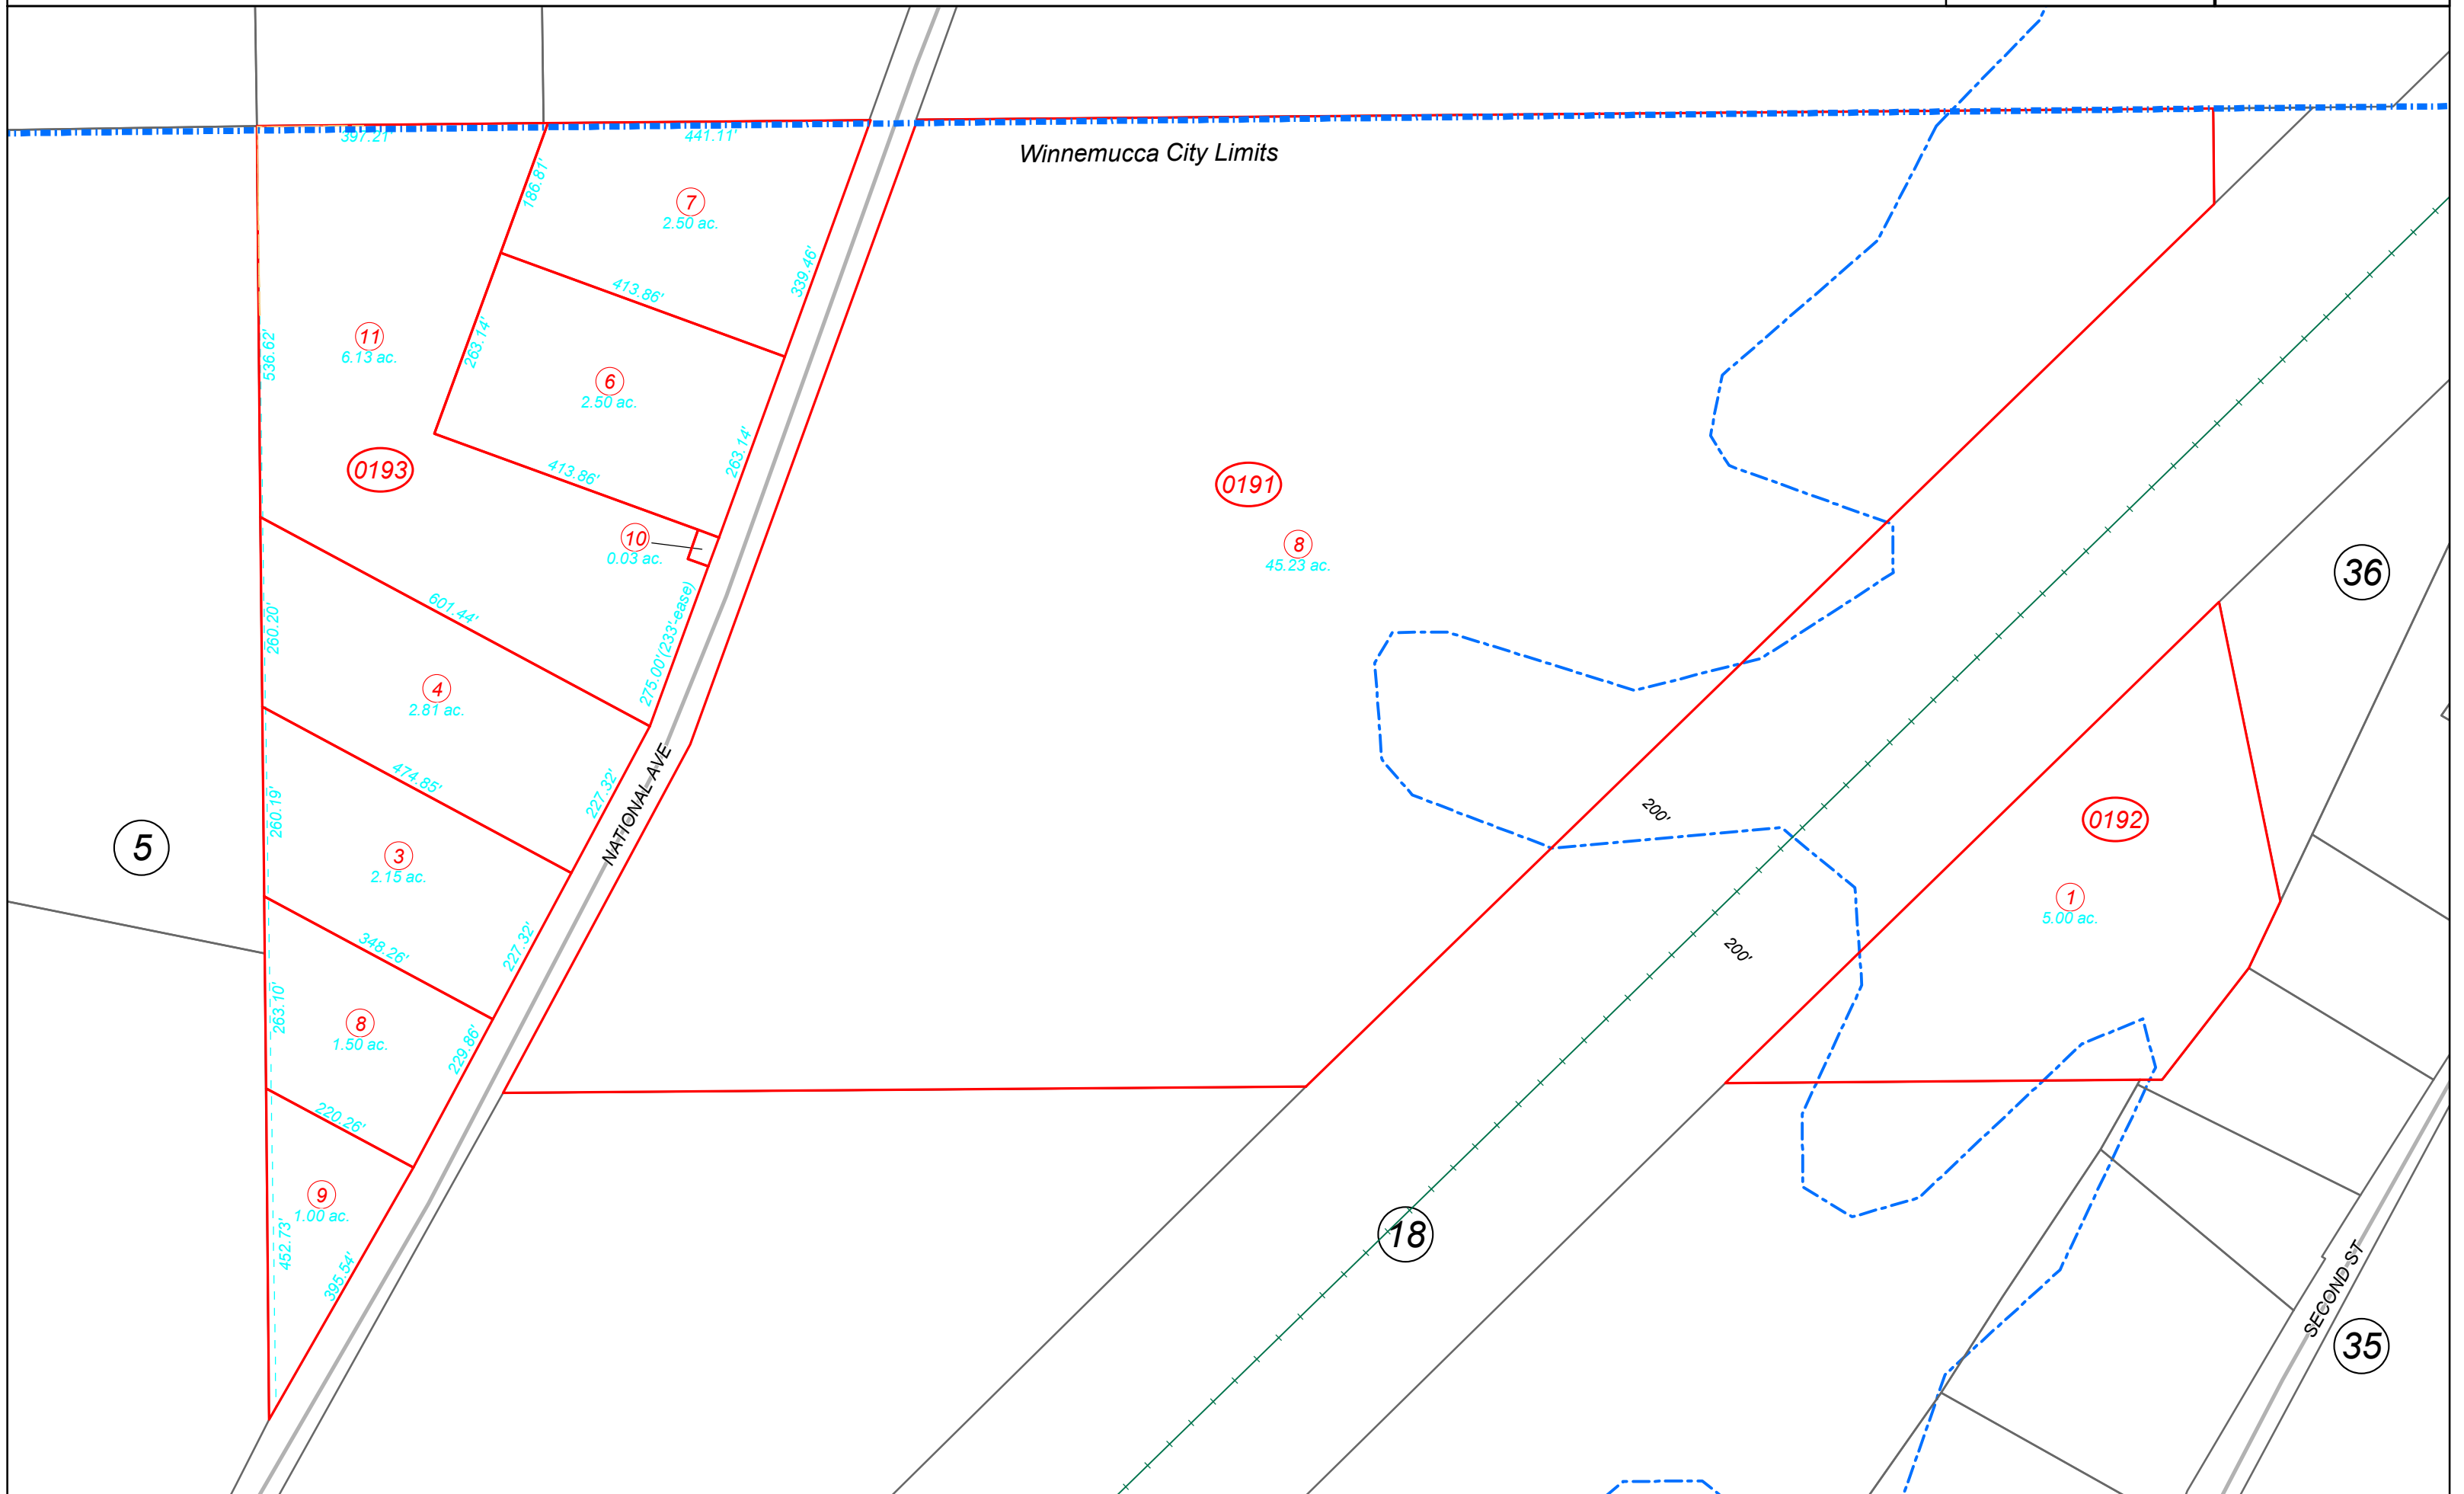 397.21'
441.11'
Winnemucca City Limits
186.81'
7
2.50 ac.
339.46'
413.86'
263.14'
536.62'
11
6.13 ac.
6
2.50 ac.
263.14'
413.86'
0193
0191
10
0.03 ac.
8
45.23 ac.
36
601.44'
260.20'
275.00'(233'-ease)
4
2.81 ac.
474.85'
227.32'
NATIONAL AVE
260.19'
200'
0192
5
3
2.15 ac.
1
5.00 ac.
348.26'
227.32'
200'
263.10'
8
1.50 ac.
229.86'
220.26'
9
1.00 ac.
452.73'
395.54'
18
SECOND ST
35